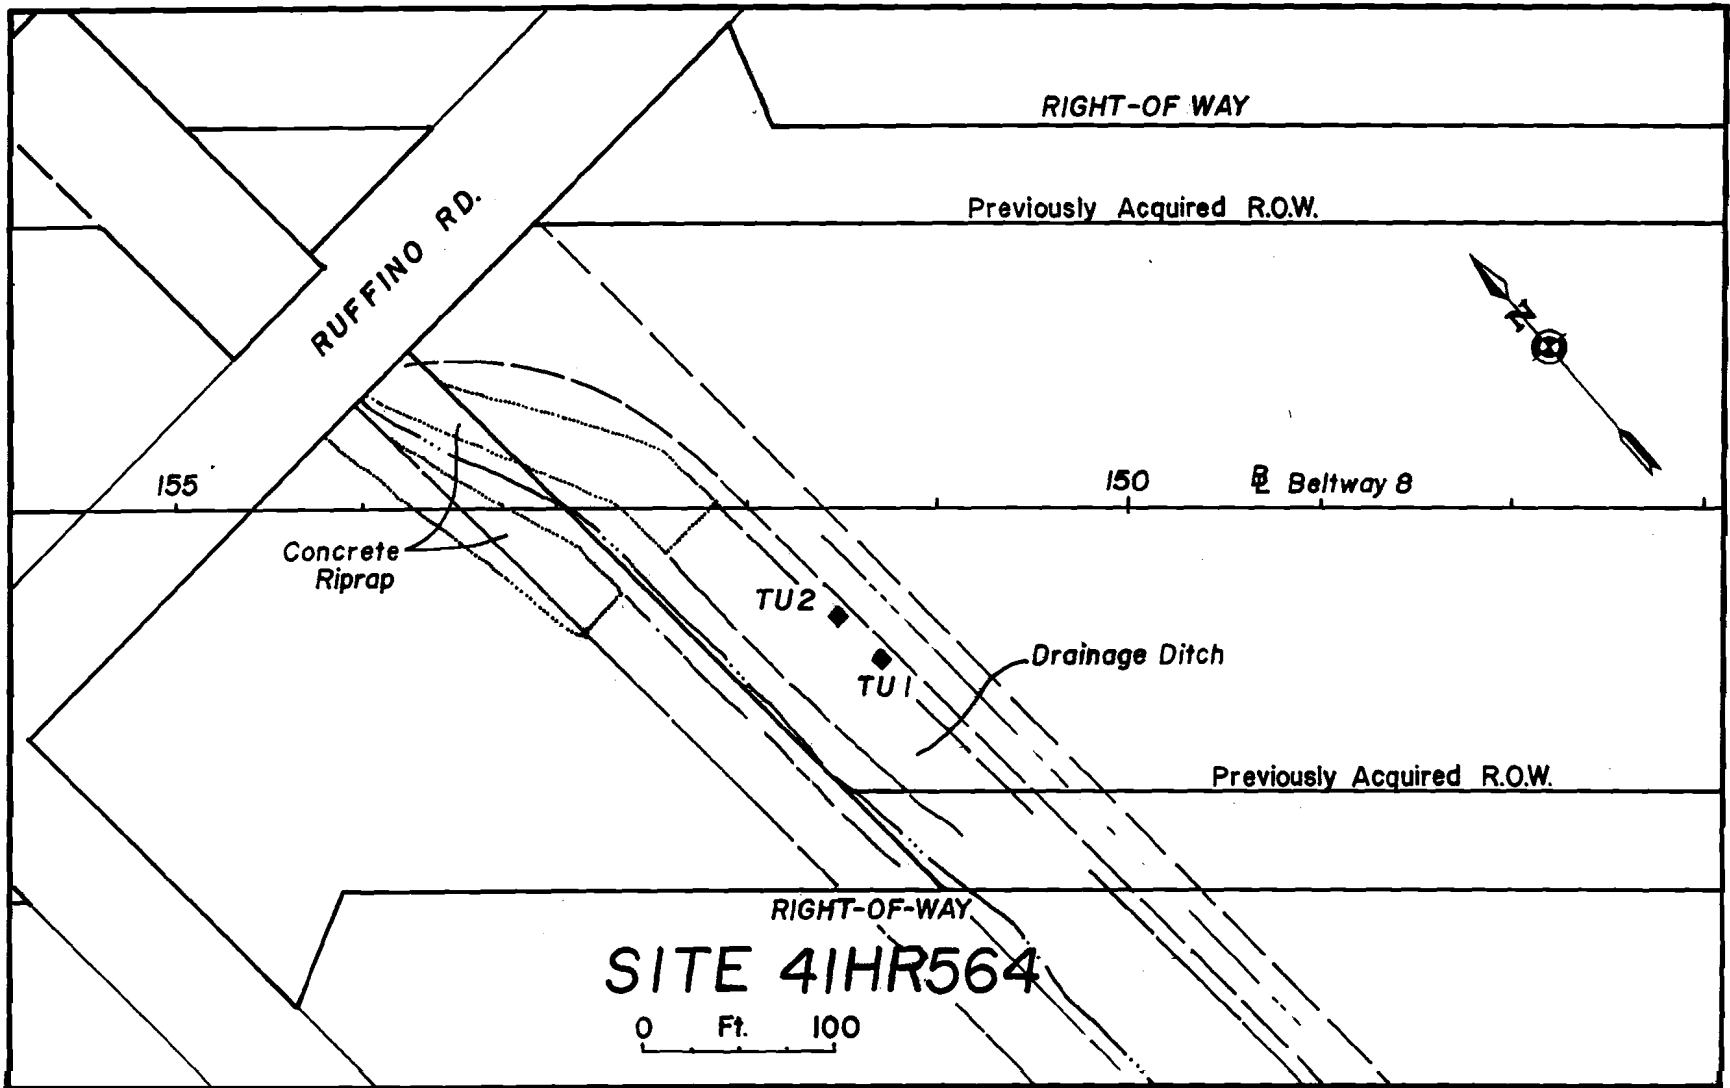 RIGHT-OF WAY
Previously Acquired R.O.W.
RUFFINO RD.
N
155
150
BL Beltway 8
Concrete
Riprap
TU2
TU1
Drainage Ditch
Previously Acquired R.O.W.
RIGHT-OF-WAY
SITE 41HR564
0 Ft. 100